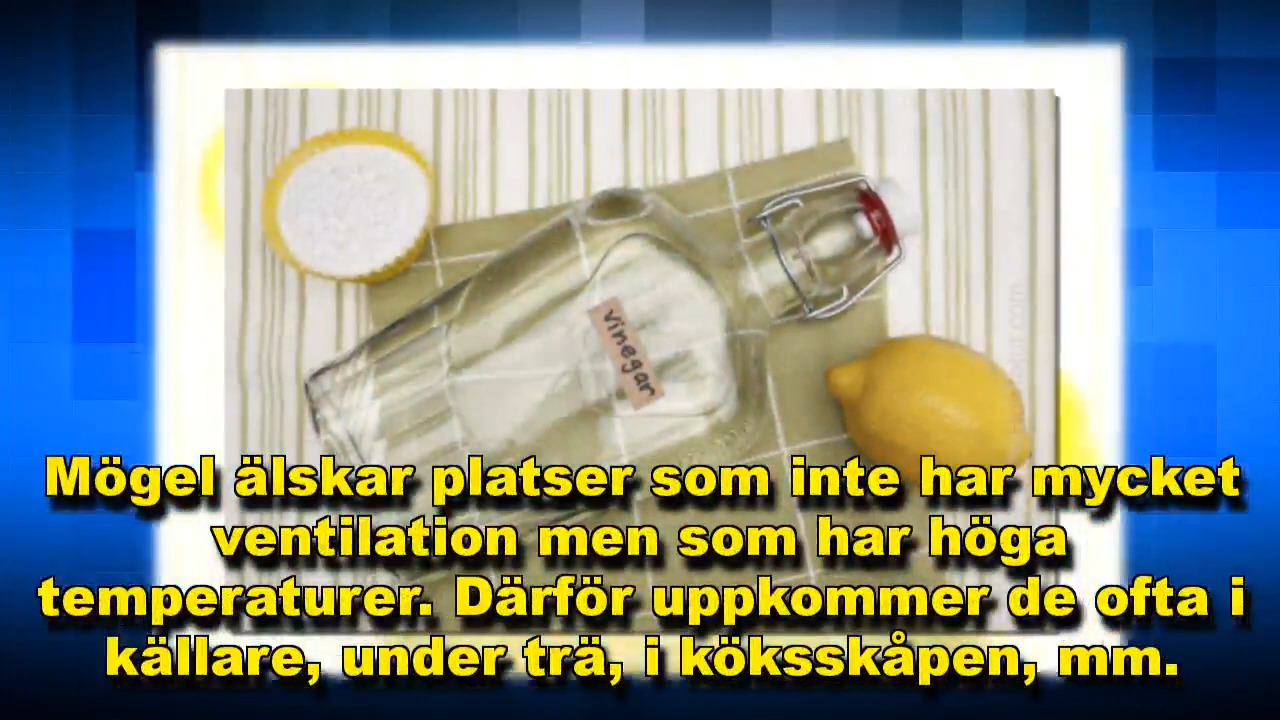 vinegar
Mögel älskar platser som inte har mycket
ventilation men som har höga
temperaturer. Därför uppkommer de ofta i
källare, under trä, i köksskåpen, mm.